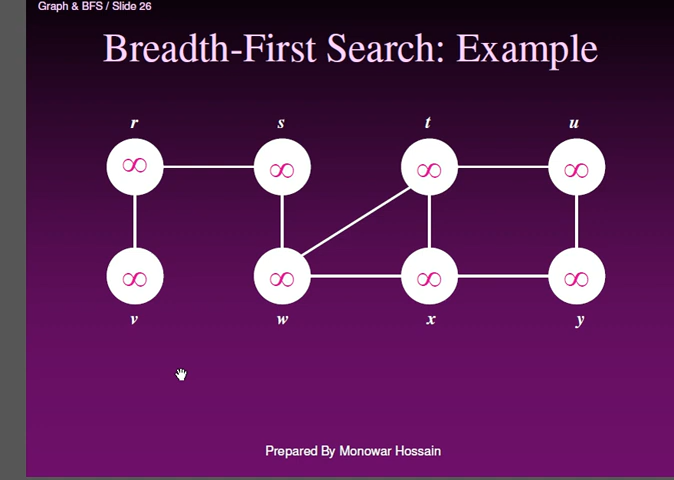 Graph & BFS / Slide 26
Breadth-First Search: Example
r s t u
∞ ∞ ∞ ∞
∞ ∞ ∞ ∞
v w x y
Prepared By Monowar Hossain